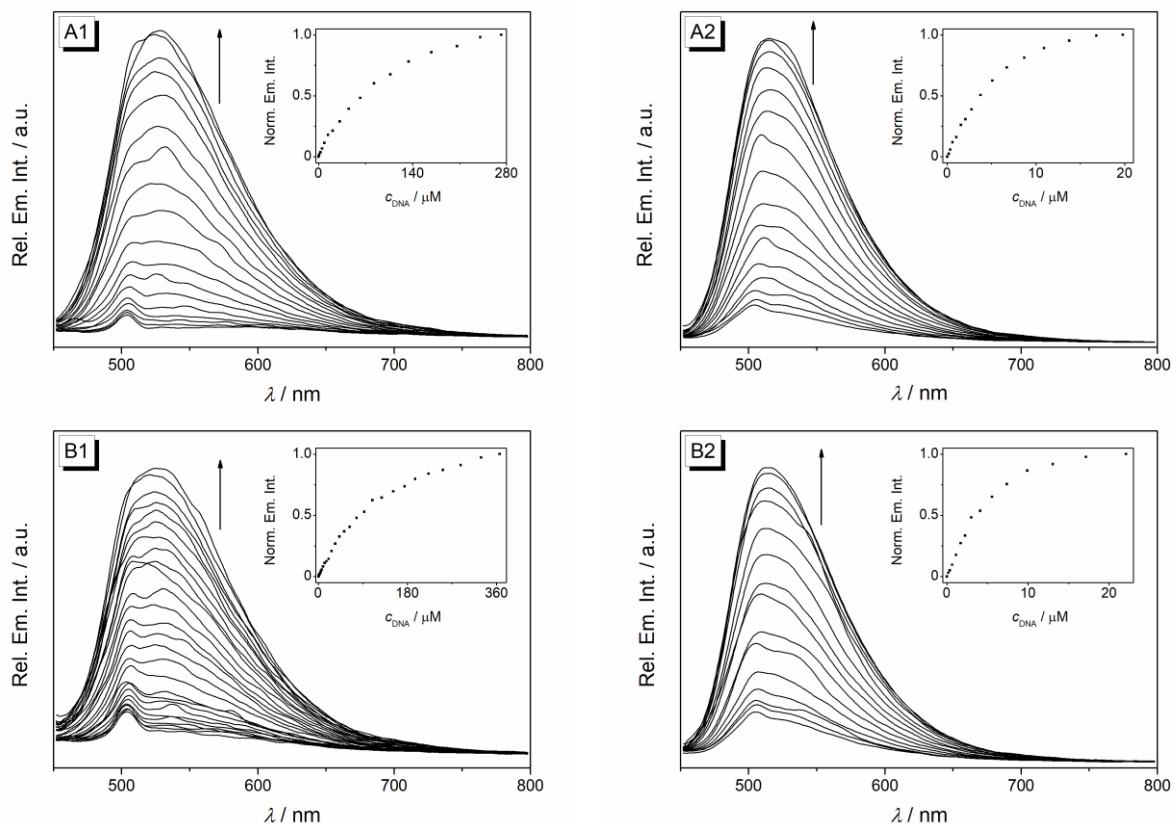 A1
Rel. Em. Int. / a.u.
Norm. Em. Int.
1.0
0.5
0
0 140 280
c_DNA / μM
500 600 700 800
λ / nm
A2
Rel. Em. Int. / a.u.
Norm. Em. Int.
1.0
0.5
0
0 10 20
c_DNA / μM
500 600 700 800
λ / nm
B1
Rel. Em. Int. / a.u.
Norm. Em. Int.
1.0
0.5
0
0 180 360
c_DNA / μM
500 600 700 800
λ / nm
B2
Rel. Em. Int. / a.u.
Norm. Em. Int.
1.0
0.5
0
0 10 20
c_DNA / μM
500 600 700 800
λ / nm